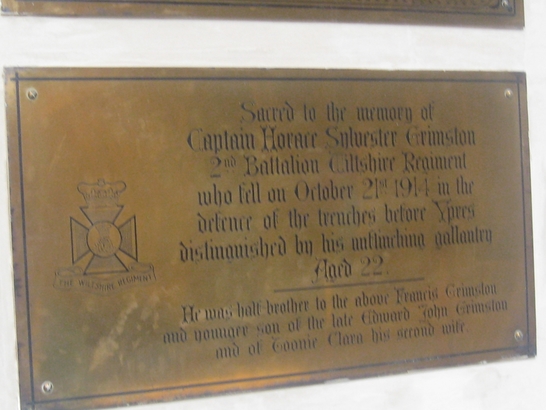 Sacred to the memory of
Captain Horace Sylvester Grimston
2nd Battalion Wiltshire Regiment
who fell on October 21st 1914 in the
defence of the trenches before Ypres
distinguished by his unflinching gallantry
Aged 22.
THE WILTSHIRE REGIMENT
He was half brother to the above Francis Grimston
and younger son of the late Edward John Grimston
and of Toonie Clara his second wife.